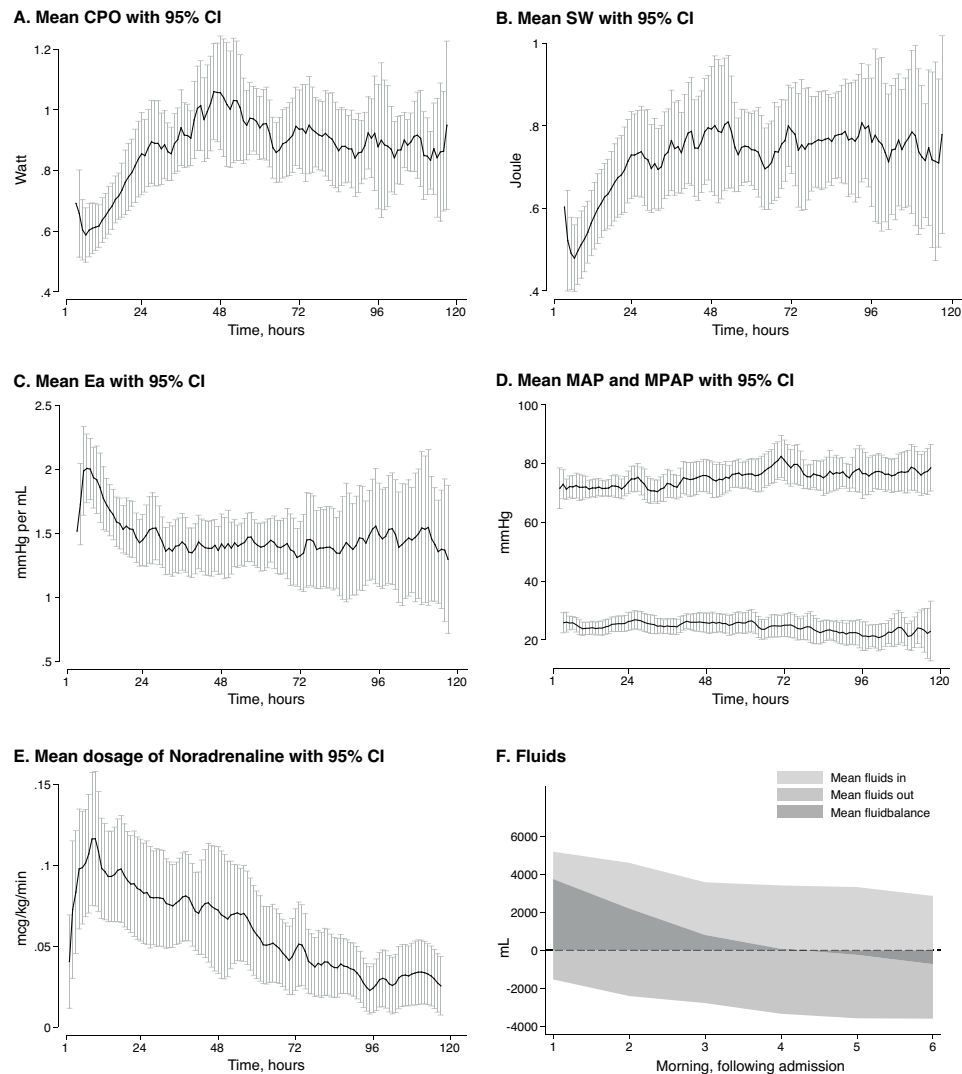 A. Mean CPO with 95% CI
1.2
1
.8
.6
.4
Watt
1 24 48 72 96 120
Time, hours
B. Mean SW with 95% CI
1
.8
.6
.4
Joule
1 24 48 72 96 120
Time, hours
C. Mean Ea with 95% CI
2.5
2
1.5
1
.5
mmHg per mL
1 24 48 72 96 120
Time, hours
D. Mean MAP and MPAP with 95% CI
100
80
60
40
20
mmHg
1 24 48 72 96 120
Time, hours
E. Mean dosage of Noradrenaline with 95% CI
.15
.1
.05
0
mcg/kg/min
1 24 48 72 96 120
Time, hours
F. Fluids
Mean fluids in
Mean fluids out
Mean fluidbalance
6000
4000
2000
0
-2000
-4000
mL
1 2 3 4 5 6
Morning, following admission